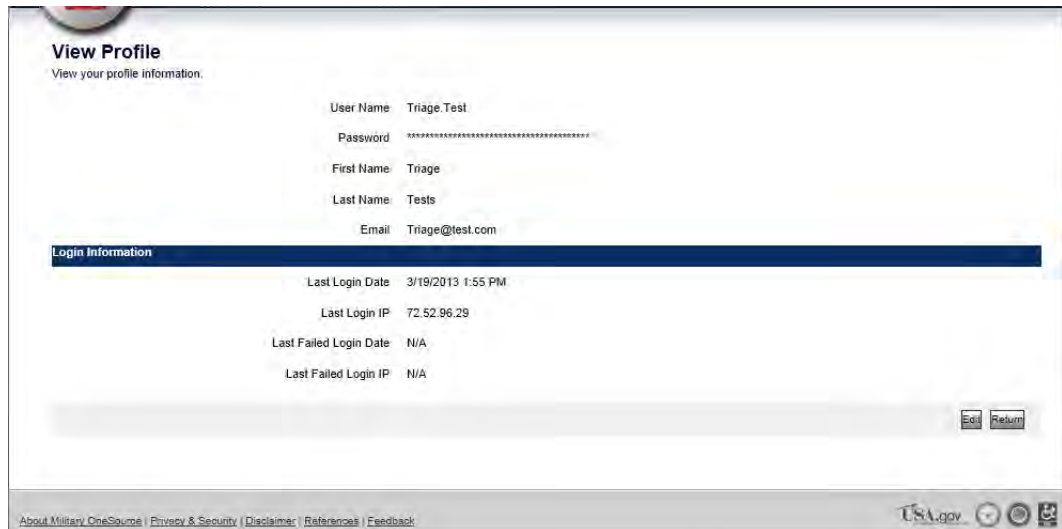 View Profile
View your profile information.
User Name Triage.Test
Password ****************************************
First Name Triage
Last Name Tests
Email Triage@test.com
Login Information
Last Login Date 3/19/2013 1:55 PM
Last Login IP 72.52.96.29
Last Failed Login Date N/A
Last Failed Login IP N/A
Edit Return
About Military OneSource | Privacy & Security | Disclaimer | References | Feedback
USA.gov